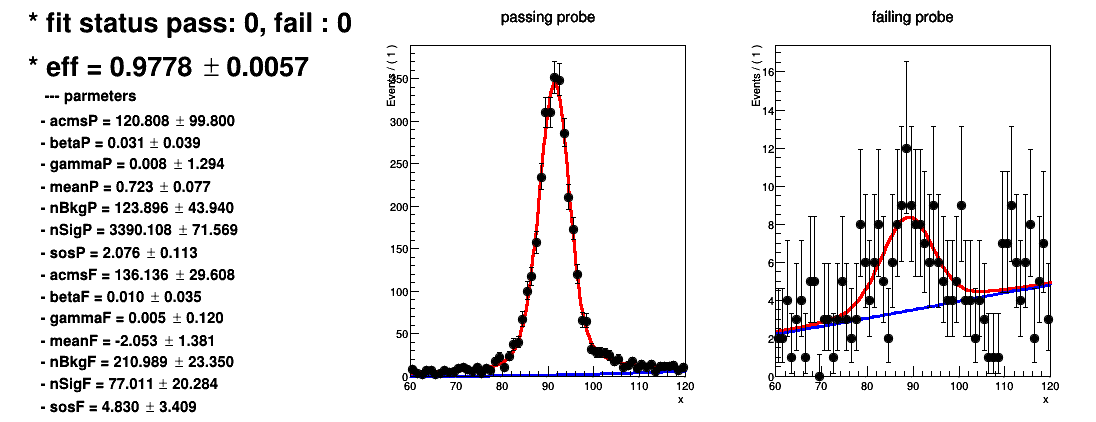 * fit status pass: 0, fail : 0
* eff = 0.9778 ± 0.0057
--- parmeters
- acmsP = 120.808 ± 99.800
- betaP = 0.031 ± 0.039
- gammaP = 0.008 ± 1.294
- meanP = 0.723 ± 0.077
- nBkgP = 123.896 ± 43.940
- nSigP = 3390.108 ± 71.569
- sosP = 2.076 ± 0.113
- acmsF = 136.136 ± 29.608
- betaF = 0.010 ± 0.035
- gammaF = 0.005 ± 0.120
- meanF = -2.053 ± 1.381
- nBkgF = 210.989 ± 23.350
- nSigF = 77.011 ± 20.284
- sosF = 4.830 ± 3.409
passing probe
Events / ( 1 )
350
300
250
200
150
100
50
0
60 70 80 90 100 110 120
x
failing probe
Events / ( 1 )
16
14
12
10
8
6
4
2
0
60 70 80 90 100 110 120
x